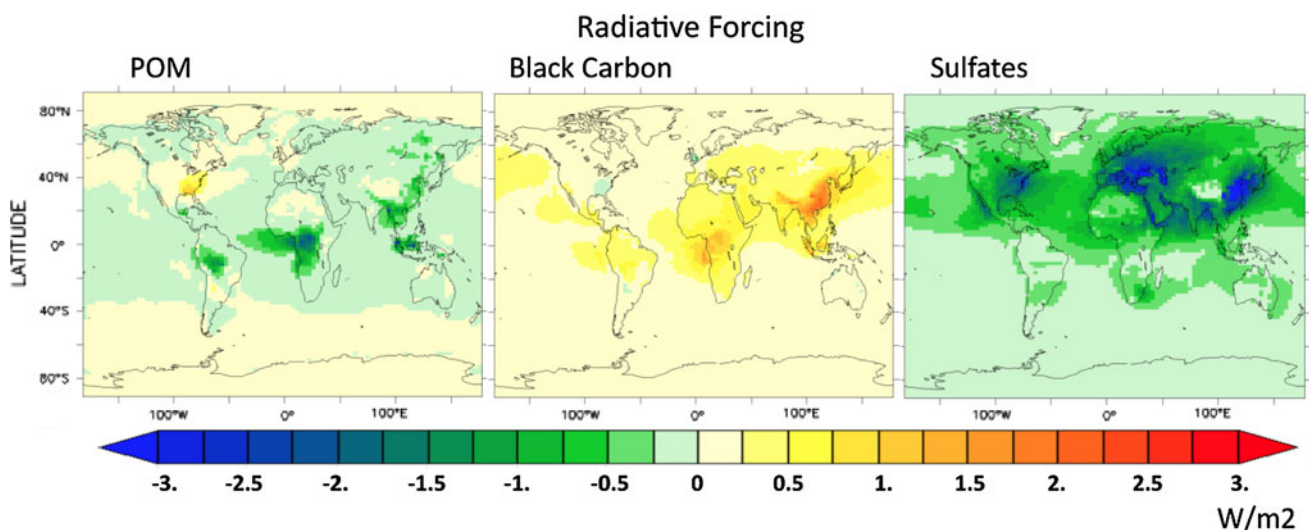 Radiative Forcing
POM Black Carbon Sulfates
80°N
40°N
0°
40°S
80°S
LATITUDE
100°W 0° 100°E 100°W 0° 100°E 100°W 0° 100°E
-3. -2.5 -2. -1.5 -1. -0.5 0 0.5 1. 1.5 2. 2.5 3.
W/m2